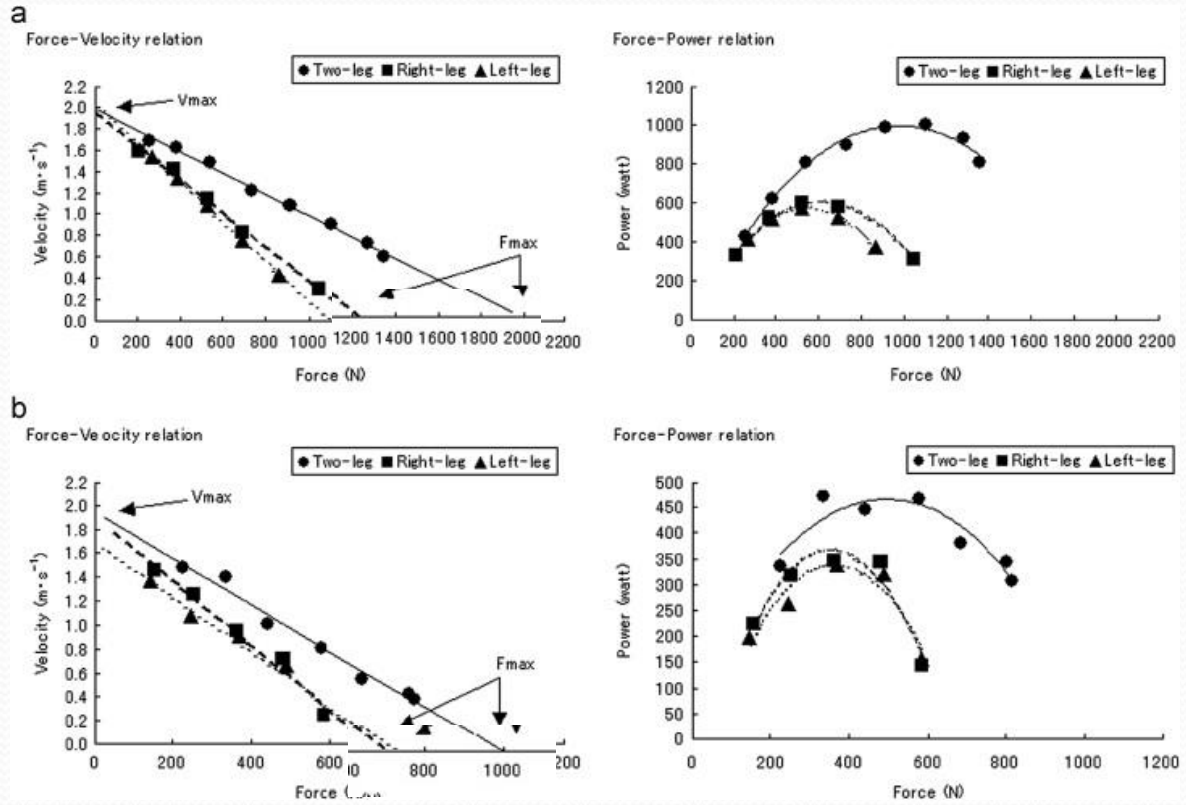 a
Force-Velocity relation
Two-leg Right-leg Left-leg
Vmax
Fmax
Velocity (m·s⁻¹)
2.2
2.0
1.8
1.6
1.4
1.2
1.0
0.8
0.6
0.4
0.2
0.0
0 200 400 600 800 1000 1200 1400 1600 1800 2000 2200
Force (N)
Force-Power relation
Two-leg Right-leg Left-leg
Power (watt)
1200
1000
800
600
400
200
0
0 200 400 600 800 1000 1200 1400 1600 1800 2000 2200
Force (N)
b
Force-Ve ocity relation
Two-leg Right-leg Left-leg
Vmax
Fmax
Velocity (m·s⁻¹)
2.2
2.0
1.8
1.6
1.4
1.2
1.0
0.8
0.6
0.4
0.2
0.0
0 200 400 600 800 1000 1200
Force
Force-Power relation
Two-leg Right-leg Left-leg
Power (watt)
500
450
400
350
300
250
200
150
100
50
0
0 200 400 600 800 1000 1200
Force (N)